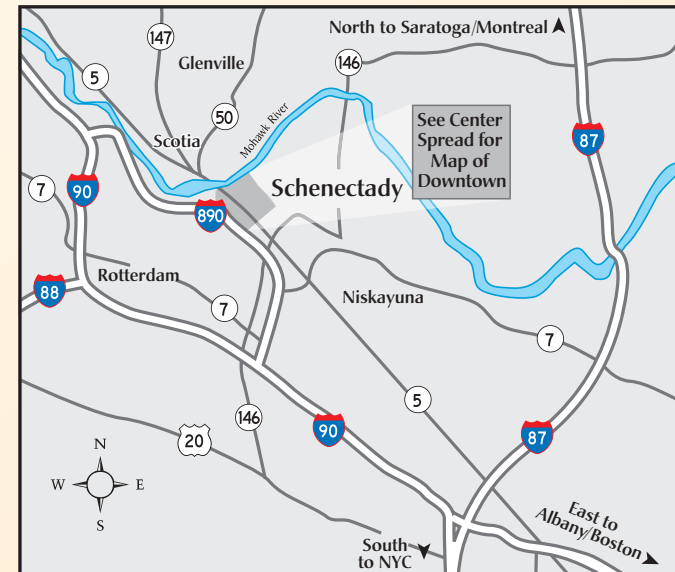 North to Saratoga/Montreal
147
146
5
Glenville
50
Mohawk River
Scotia
See Center
Spread for
Map of
Downtown
87
7
90
Schenectady
890
Rotterdam
88
Niskayuna
7
7
5
146
20
90
87
N
W
E
S
East to
Albany/Boston
South
to NYC